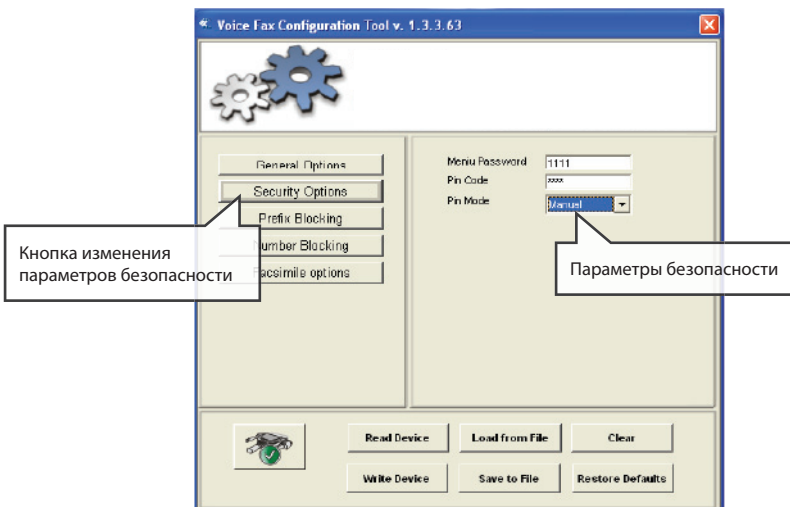 Voice Fax Configuration Tool v. 1.3.3.63
General Options
Security Options
Prefix Blocking
Number Blocking
Facsimile options
Кнопка изменения
параметров безопасности
Meniu Password 1111
Pin Code ****
Pin Mode Manual
Параметры безопасности
Read Device Load from File Clear
Write Device Save to File Restore Defaults